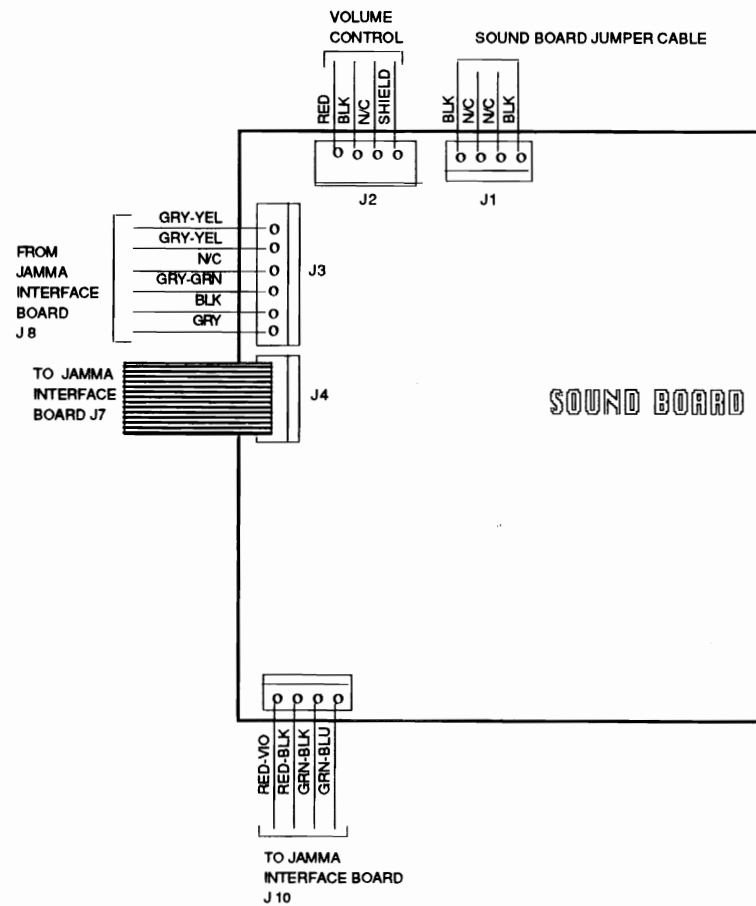 VOLUME
CONTROL
SOUND BOARD JUMPER CABLE
RED
BLK
N/C
SHIELD
BLK
N/C
N/C
BLK
J2
J1
FROM
JAMMA
INTERFACE
BOARD
J 8
GRY-YEL
GRY-YEL
N/C
GRY-GRN
BLK
GRY
J3
TO JAMMA
INTERFACE
BOARD J7
J4
SOUND BOARD
RED-VIO
RED-BLK
GRN-BLK
GRN-BLU
TO JAMMA
INTERFACE BOARD
J 10